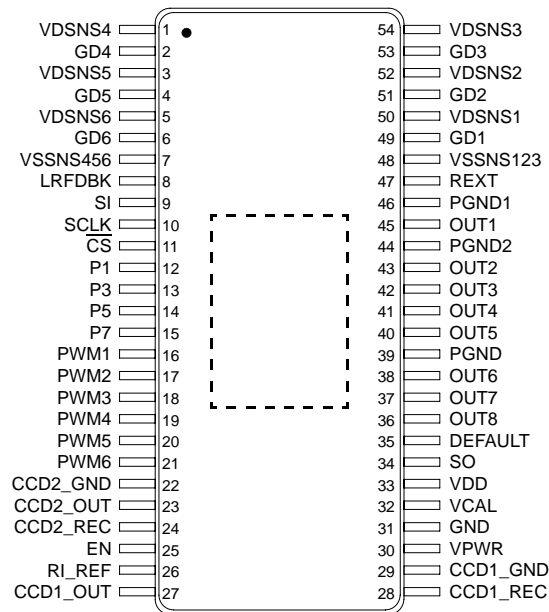 VDSNS4 1 54 VDSNS3
GD4 2 53 GD3
VDSNS5 3 52 VDSNS2
GD5 4 51 GD2
VDSNS6 5 50 VDSNS1
GD6 6 49 GD1
VSSNS456 7 48 VSSNS123
LRFDBK 8 47 REXT
SI 9 46 PGND1
SCLK 10 45 OUT1
CS 11 44 PGND2
P1 12 43 OUT2
P3 13 42 OUT3
P5 14 41 OUT4
P7 15 40 OUT5
PWM1 16 39 PGND
PWM2 17 38 OUT6
PWM3 18 37 OUT7
PWM4 19 36 OUT8
PWM5 20 35 DEFAULT
PWM6 21 34 SO
CCD2_GND 22 33 VDD
CCD2_OUT 23 32 VCAL
CCD2_REC 24 31 GND
EN 25 30 VPWR
RI_REF 26 29 CCD1_GND
CCD1_OUT 27 28 CCD1_REC